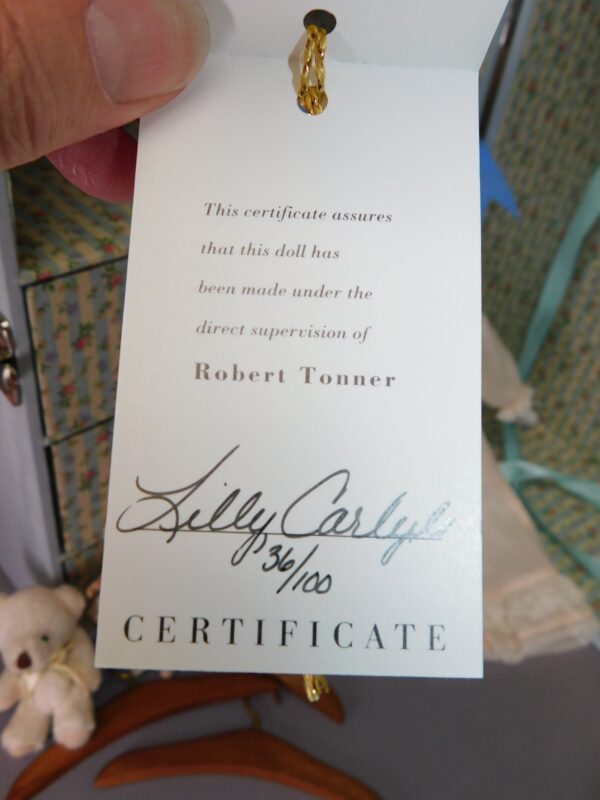 This certificate assures
that this doll has
been made under the
direct supervision of
Robert Tonner
Lilly Carlyle
36/100
CERTIFICATE